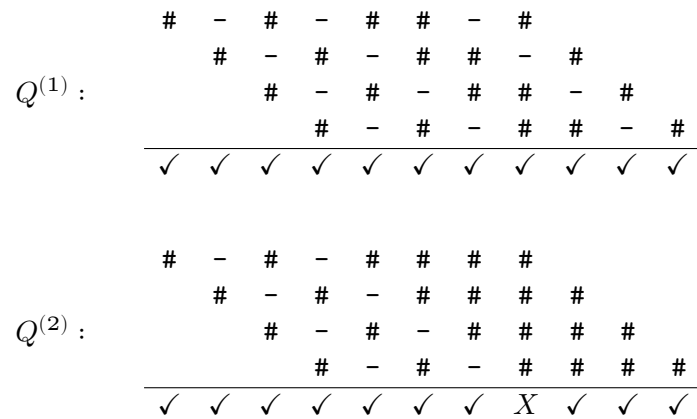 # - # - # # - #
# - # - # # - #
Q^(1) : # - # - # # - #
# - # - # # - #
✓ ✓ ✓ ✓ ✓ ✓ ✓ ✓ ✓ ✓ ✓
# - # - # # # #
# - # - # # # #
Q^(2) : # - # - # # # #
# - # - # # # #
✓ ✓ ✓ ✓ ✓ ✓ ✓ X ✓ ✓ ✓